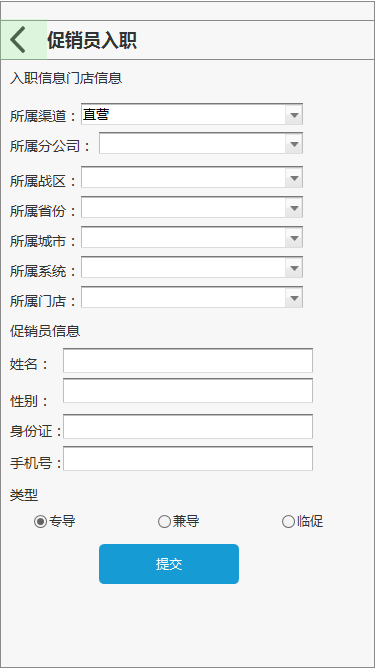 促销员入职
入职信息门店信息
所属渠道：直营
所属分公司：
所属战区：
所属省份：
所属城市：
所属系统：
所属门店：
促销员信息
姓名：
性别：
身份证：
手机号：
类型
专导 兼导 临促
提交